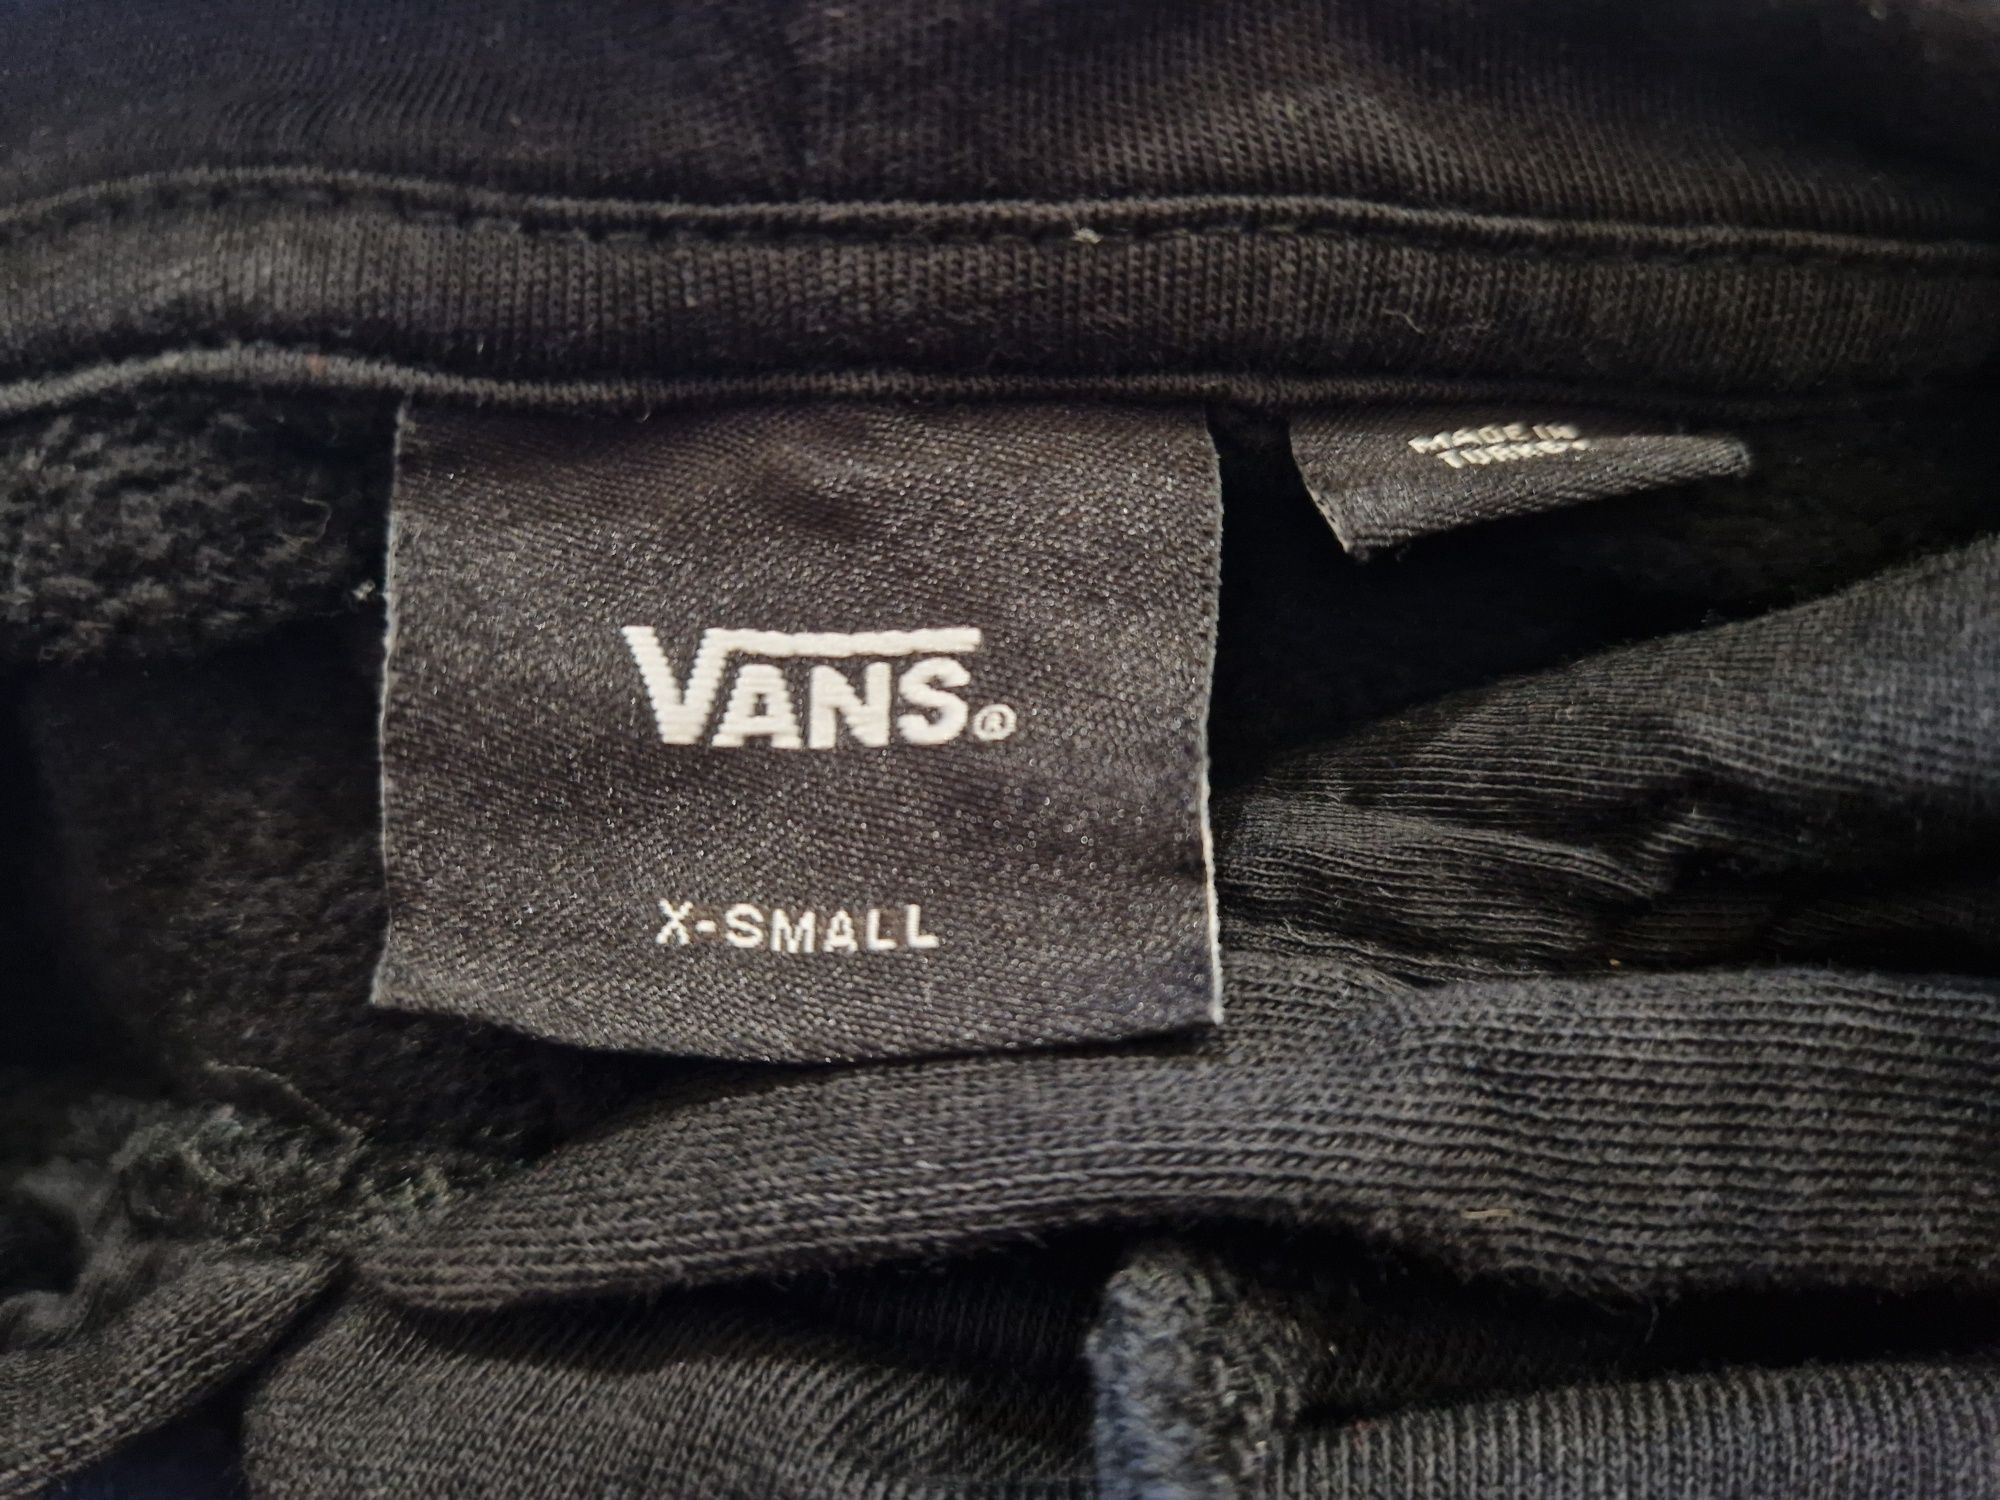 MADE IN
TURKEY
VANS®
X-SMALL